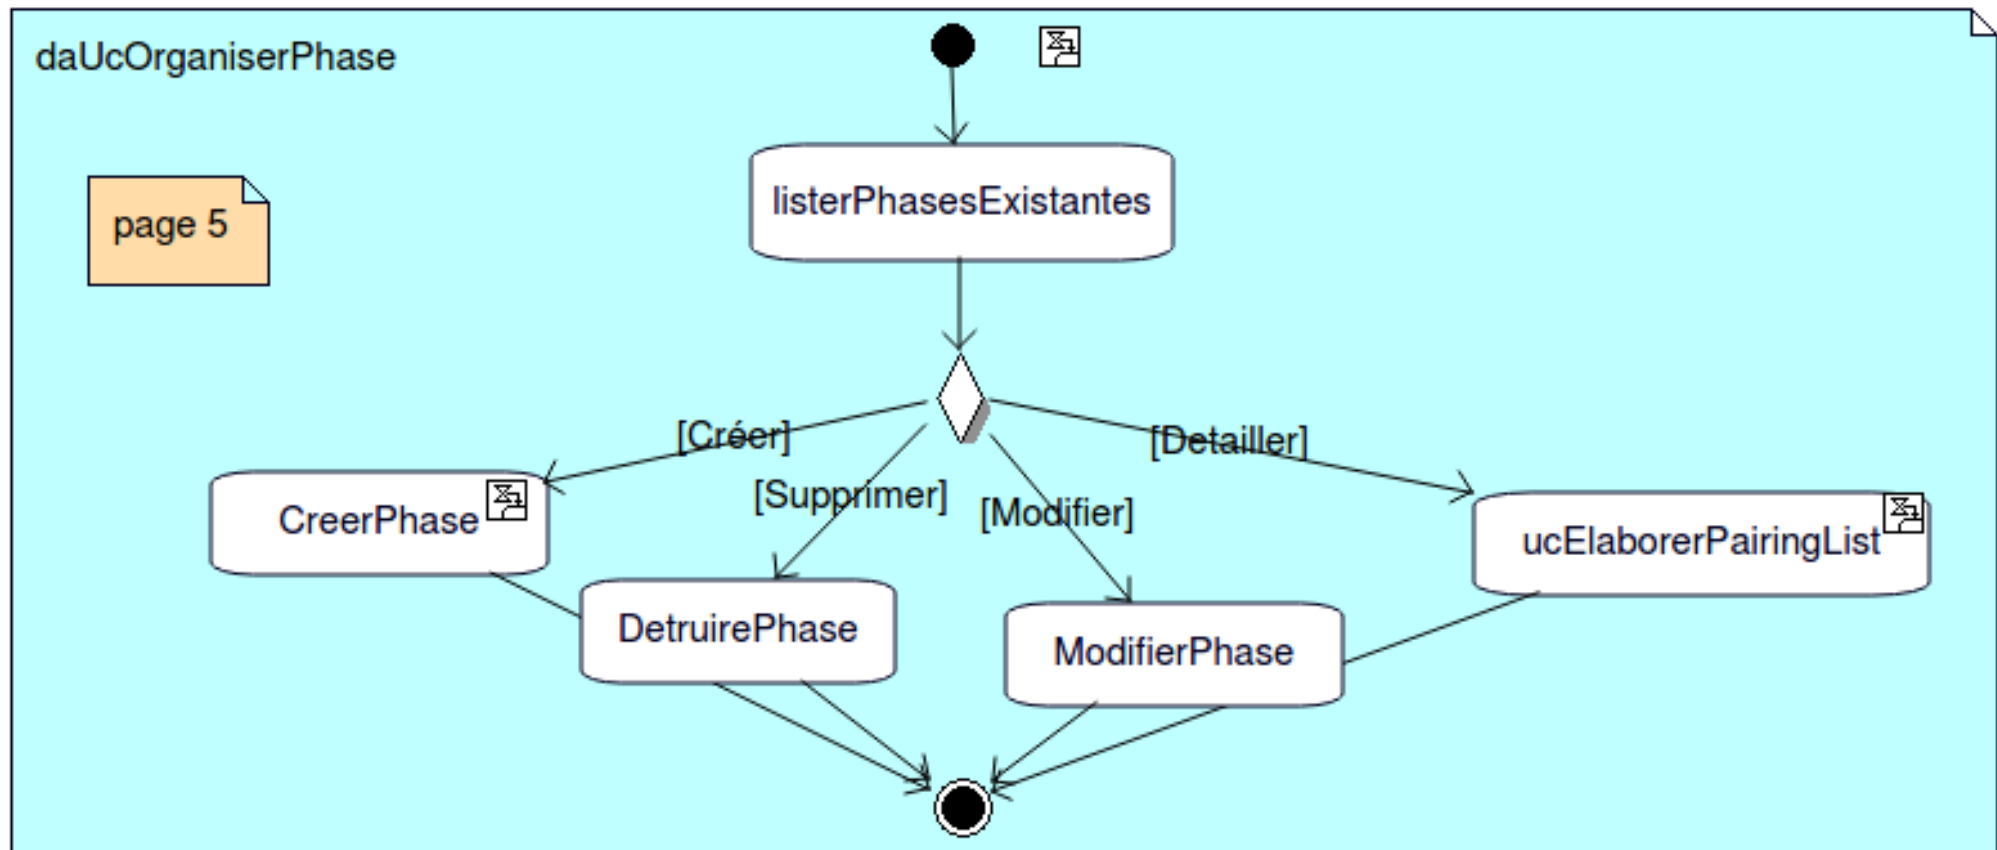 daUcOrganiserPhase
page 5
listerPhasesExistantes
[Créer]
[Detailler]
[Supprimer]
[Modifier]
CreerPhase
ucElaborerPairingList
DetruirePhase
ModifierPhase